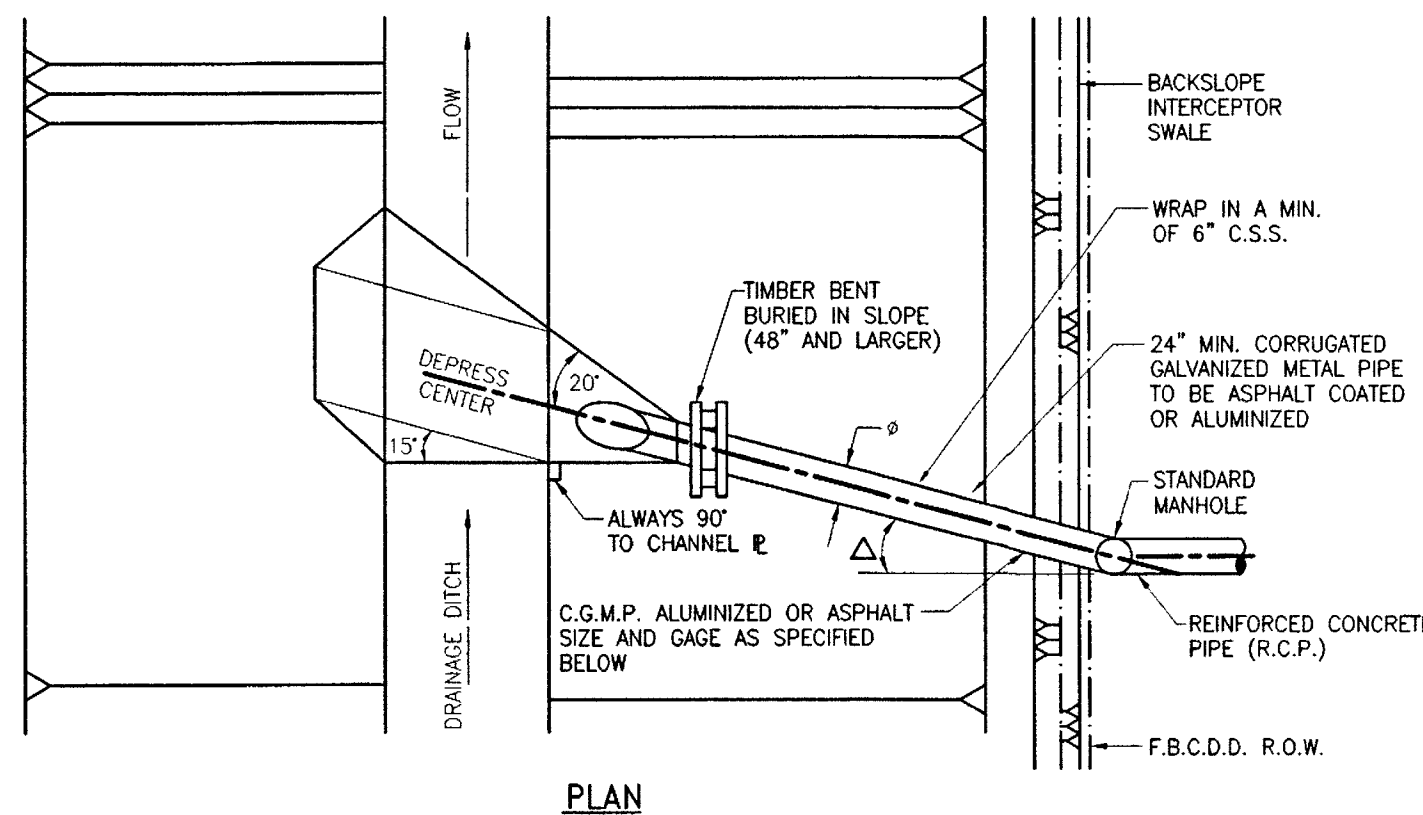 FLOW
BACKSLOPE
INTERCEPTOR
SWALE
WRAP IN A MIN.
OF 6" C.S.S.
TIMBER BENT
BURIED IN SLOPE
(48" AND LARGER)
24" MIN. CORRUGATED
GALVANIZED METAL PIPE
TO BE ASPHALT COATED
OR ALUMINIZED
DEPRESS
CENTER
20°
15°
ø
STANDARD
MANHOLE
ALWAYS 90°
TO CHANNEL ℄
Δ
C.G.M.P. ALUMINIZED OR ASPHALT
SIZE AND GAGE AS SPECIFIED
BELOW
REINFORCED CONCRETE
PIPE (R.C.P.)
DRAINAGE DITCH
F.B.C.D.D. R.O.W.
PLAN